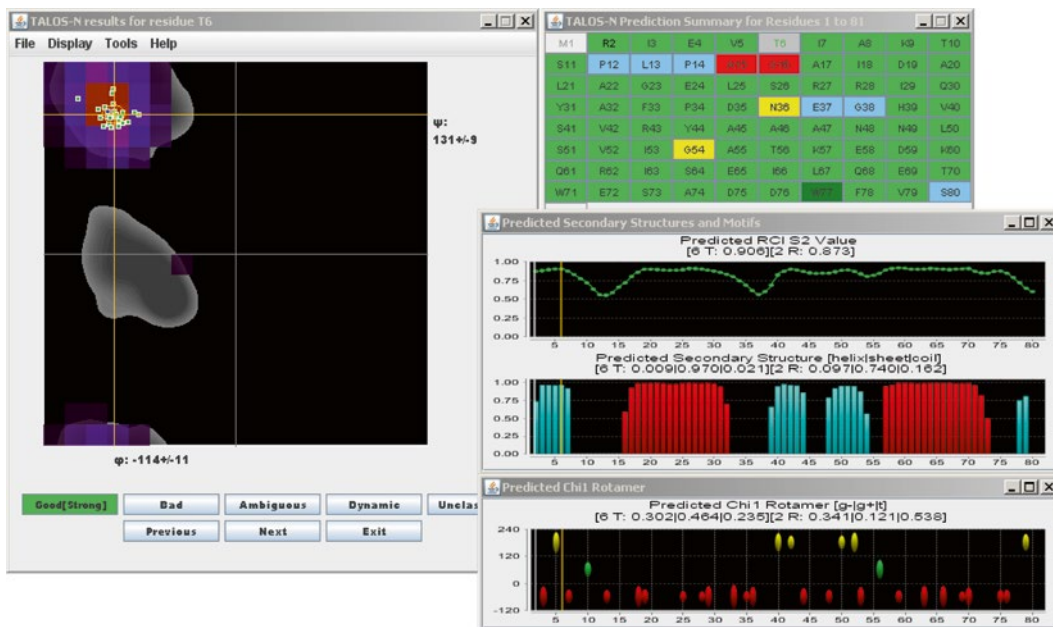 TALOS-N results for residue T6
File Display Tools Help
ψ:
131+/-9
φ: -114+/-11
Good[Strong] Bad Ambiguous Dynamic Unclas
Previous Next Exit
TALOS-N Prediction Summary for Residues 1 to 81
M1 R2 I3 E4 V5 T6 I7 A8 K9 T10
S11 P12 L13 P14 A17 I18 D19 A20
L21 A22 G23 E24 L25 S26 R27 R28 I29 Q30
Y31 A32 F33 P34 D35 N36 E37 G38 H39 V40
S41 V42 R43 Y44 A45 A46 A47 N48 N49 L50
S51 V52 I53 G54 A55 T56 K57 E58 D59 K60
Q61 R62 I63 S64 E65 I66 L67 Q68 E69 T70
W71 E72 S73 A74 D75 D76 W77 F78 V79 S80
Predicted Secondary Structures and Motifs
Predicted RCI S2 Value
[6 T: 0.906][2 R: 0.873]
1.00
0.75
0.50
0.25
0.00
5 10 15 20 25 30 35 40 45 50 55 60 65 70 75 80
Predicted Secondary Structure [helix|sheet|coil]
[6 T: 0.009|0.970|0.021][2 R: 0.097|0.740|0.162]
1.00
0.75
0.50
0.25
0.00
5 10 15 20 25 30 35 40 45 50 55 60 65 70 75 80
Predicted Chi1 Rotamer
Predicted Chi1 Rotamer [g-|g+|t]
[6 T: 0.302|0.464|0.235][2 R: 0.341|0.121|0.538]
240
120
0
-120
5 10 15 20 25 30 35 40 45 50 55 60 65 70 75 80